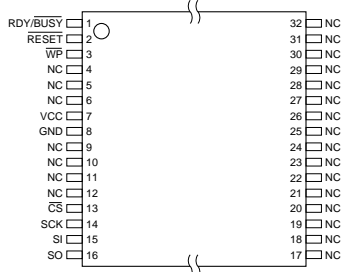 RDY/BUSY 1 32 NC
RESET 2 31 NC
WP 3 30 NC
NC 4 29 NC
NC 5 28 NC
NC 6 27 NC
VCC 7 26 NC
GND 8 25 NC
NC 9 24 NC
NC 10 23 NC
NC 11 22 NC
NC 12 21 NC
CS 13 20 NC
SCK 14 19 NC
SI 15 18 NC
SO 16 17 NC